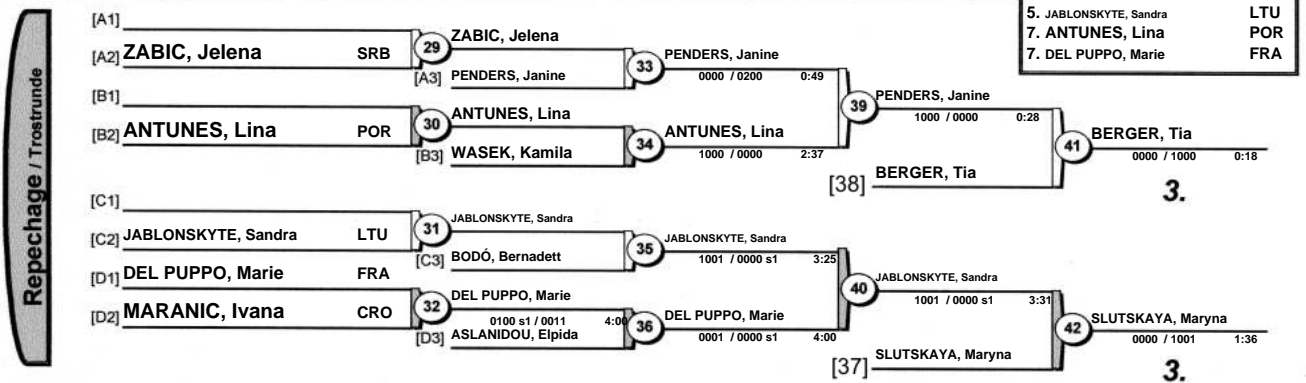 5. JABLONSKYTE, Sandra LTU
7. ANTUNES, Lina POR
7. DEL PUPPO, Marie FRA
Repechage / Trostrunde
[A1]
[A2] ZABIC, Jelena SRB
29
ZABIC, Jelena
[A3] PENDERS, Janine
33
PENDERS, Janine
0000 / 0200 0:49
[B1]
[B2] ANTUNES, Lina POR
30
ANTUNES, Lina
[B3] WASEK, Kamila
34
ANTUNES, Lina
1000 / 0000 2:37
39
PENDERS, Janine
1000 / 0000 0:28
[38] BERGER, Tia
41
BERGER, Tia
0000 / 1000 0:18
3.
[C1]
[C2] JABLONSKYTE, Sandra LTU
31
JABLONSKYTE, Sandra
[C3] BODÓ, Bernadett
35
JABLONSKYTE, Sandra
1001 / 0000 s1 3:25
[D1] DEL PUPPO, Marie FRA
[D2] MARANIC, Ivana CRO
32
DEL PUPPO, Marie
0100 s1 / 0011 4:00
[D3] ASLANIDOU, Elpida
36
DEL PUPPO, Marie
0001 / 0000 s1 4:00
40
JABLONSKYTE, Sandra
1001 / 0000 s1 3:31
[37] SLUTSKAYA, Maryna
42
SLUTSKAYA, Maryna
0000 / 1001 1:36
3.